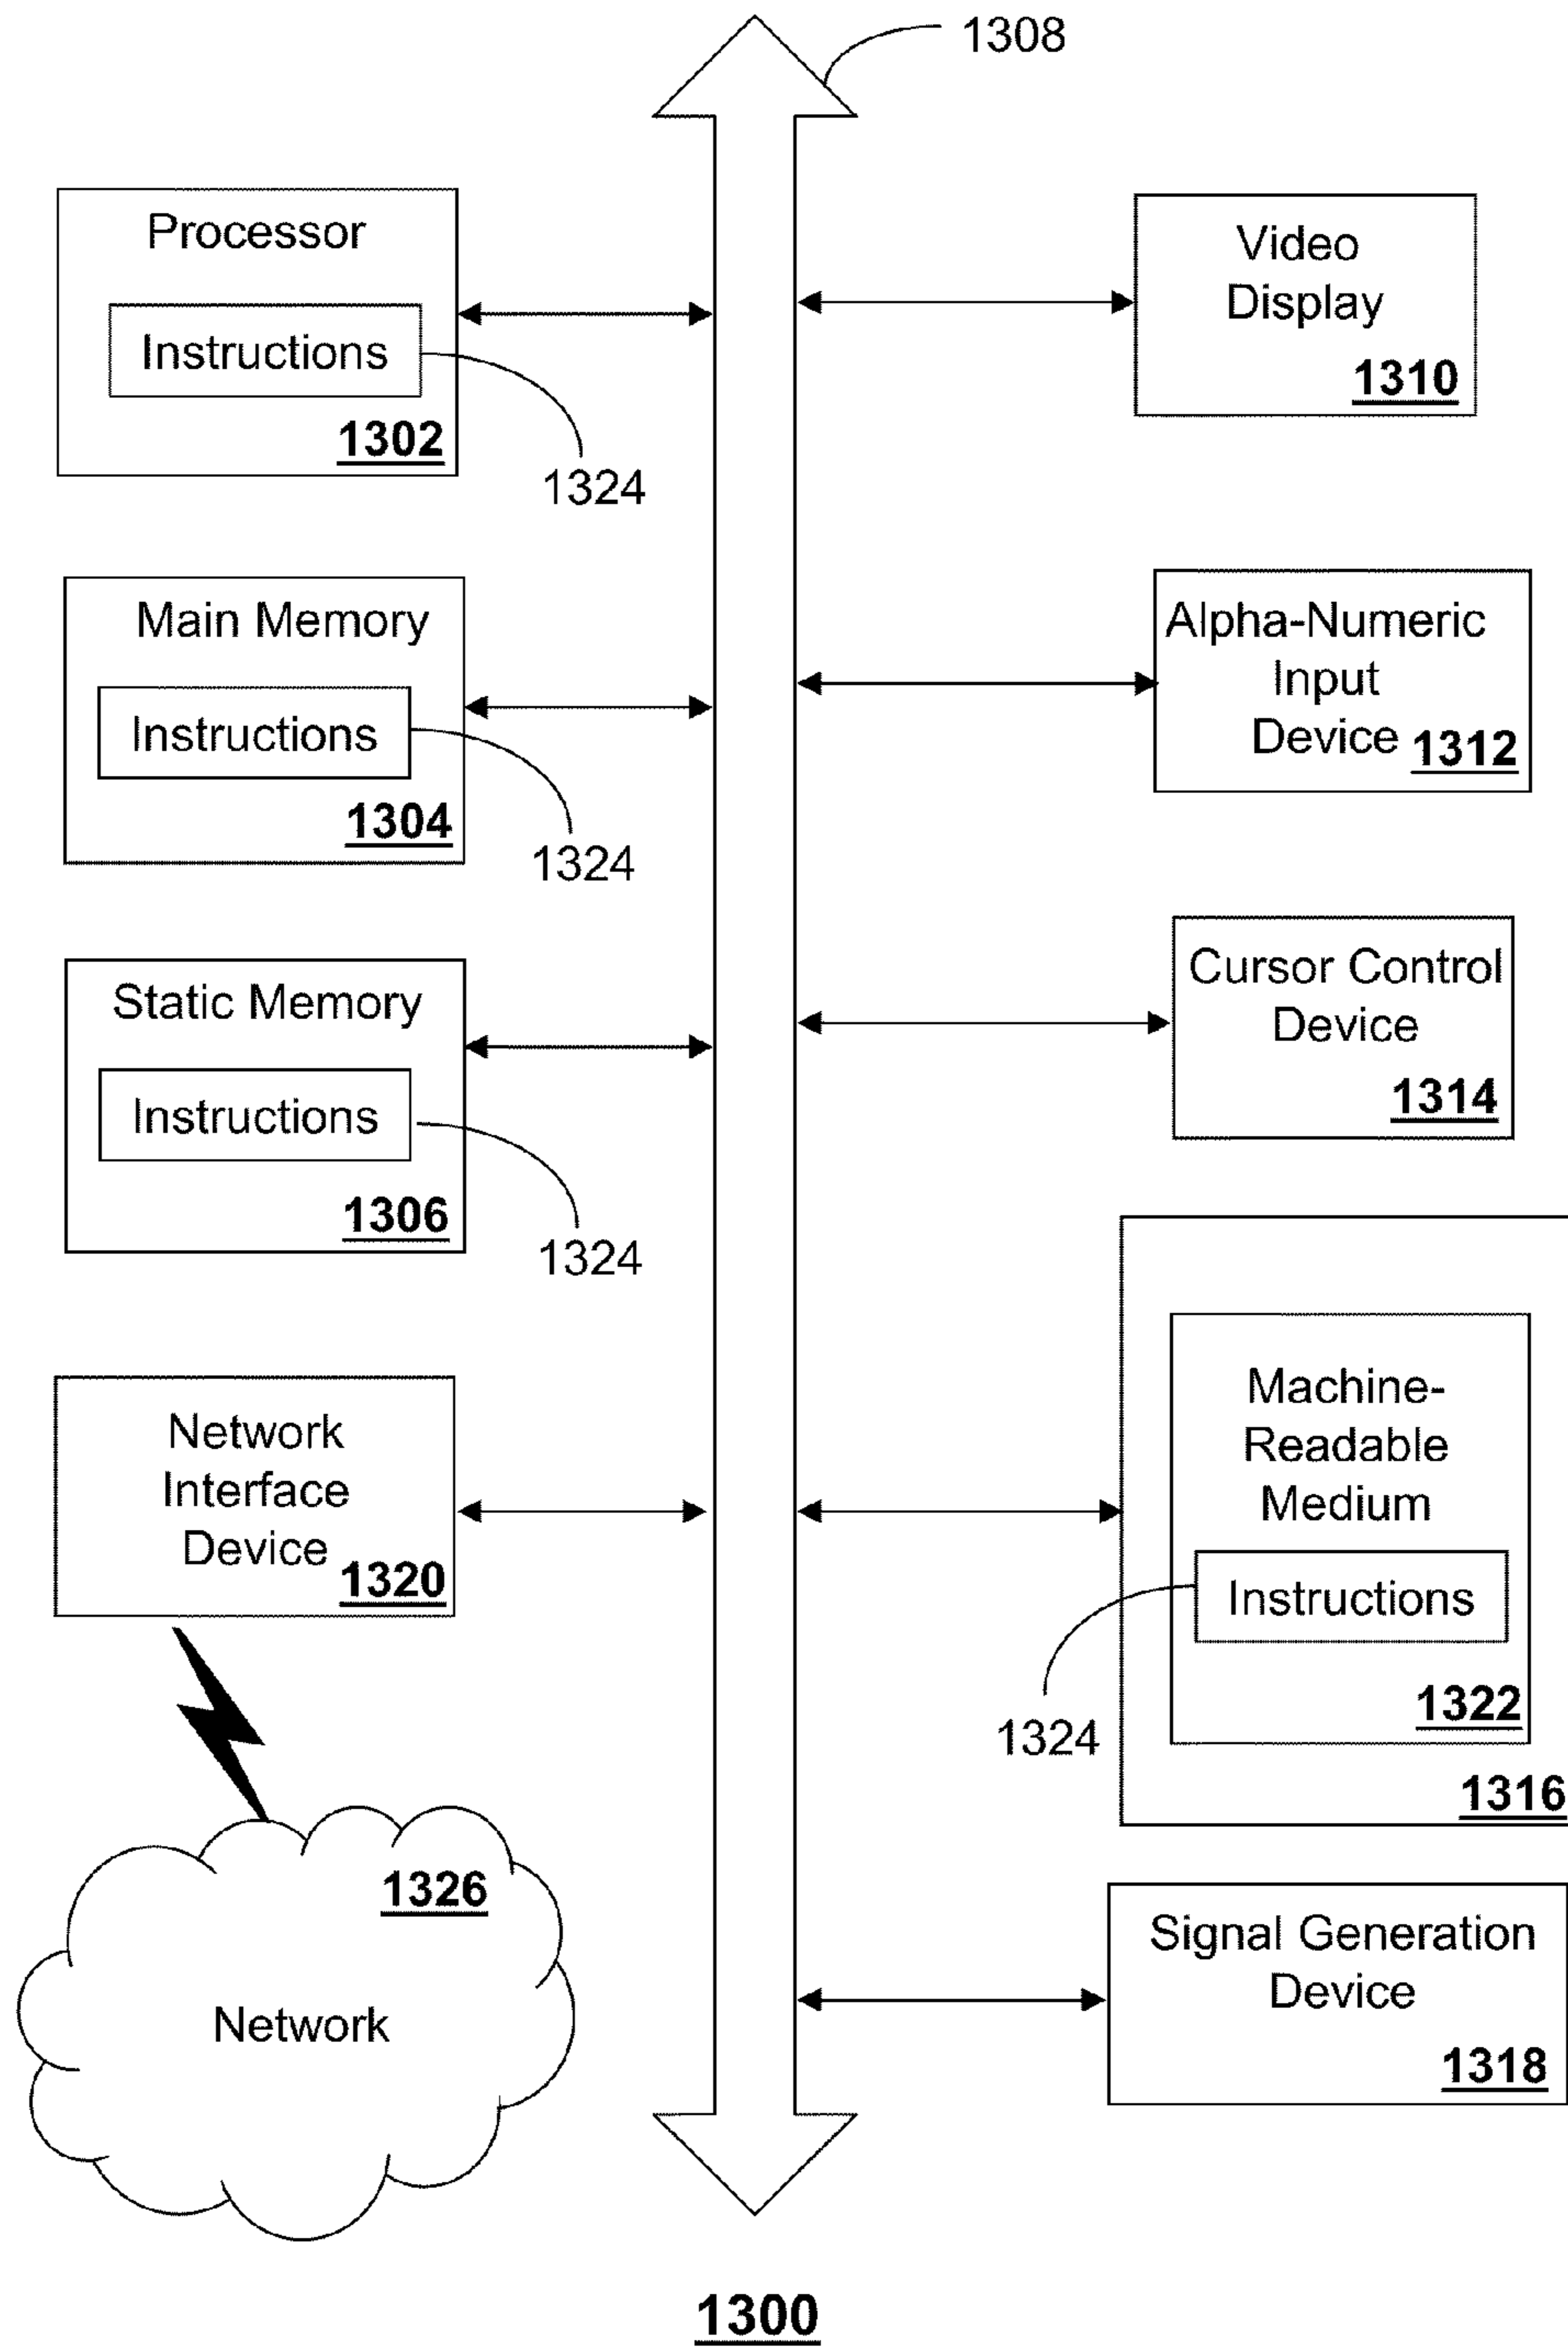 1308
Processor
Instructions
1302
1324
Main Memory
Instructions
1304
1324
Static Memory
Instructions
1306
1324
Network
Interface
Device
1320
1326
Network
Video
Display
1310
Alpha-Numeric
Input
Device 1312
Cursor Control
Device
1314
Machine-
Readable
Medium
Instructions
1322
1324
1316
Signal Generation
Device
1318
1300